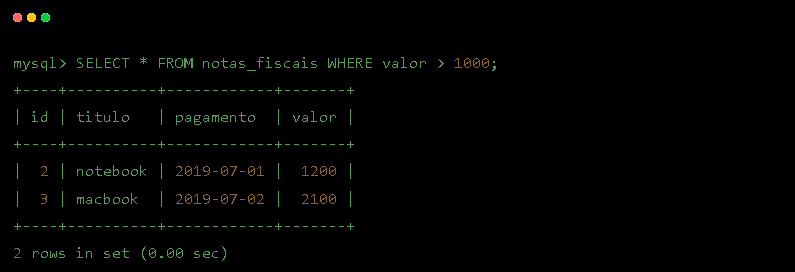 mysql> SELECT * FROM notas_fiscais WHERE valor > 1000;
+----+----------+------------+-------+
| id | titulo   | pagamento  | valor |
+----+----------+------------+-------+
|  2 | notebook | 2019-07-01 |  1200 |
|  3 | macbook  | 2019-07-02 |  2100 |
+----+----------+------------+-------+
2 rows in set (0.00 sec)